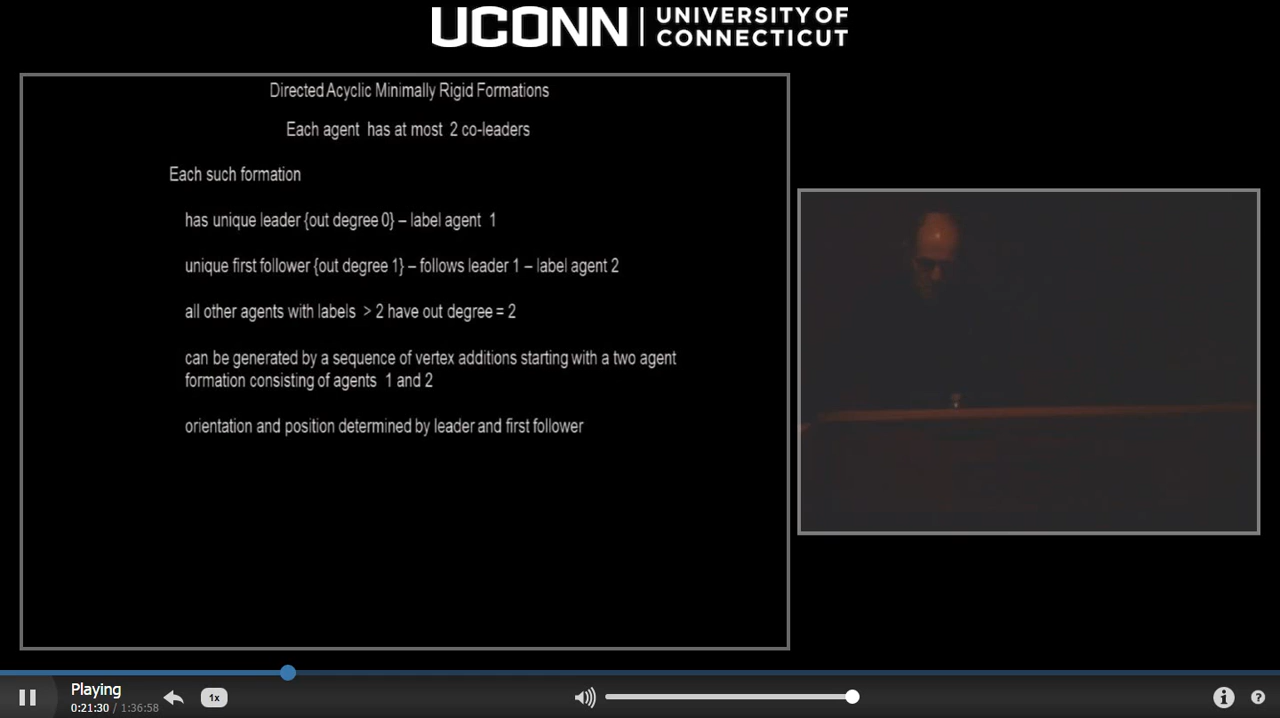 UCONN
UNIVERSITY OF
CONNECTICUT
Directed Acyclic Minimally Rigid Formations
Each agent has at most 2 co-leaders
Each such formation
has unique leader {out degree 0} – label agent 1
unique first follower {out degree 1} – follows leader 1 – label agent 2
all other agents with labels > 2 have out degree = 2
can be generated by a sequence of vertex additions starting with a two agent
formation consisting of agents 1 and 2
orientation and position determined by leader and first follower
Playing
0:21:30 / 1:36:58
1x